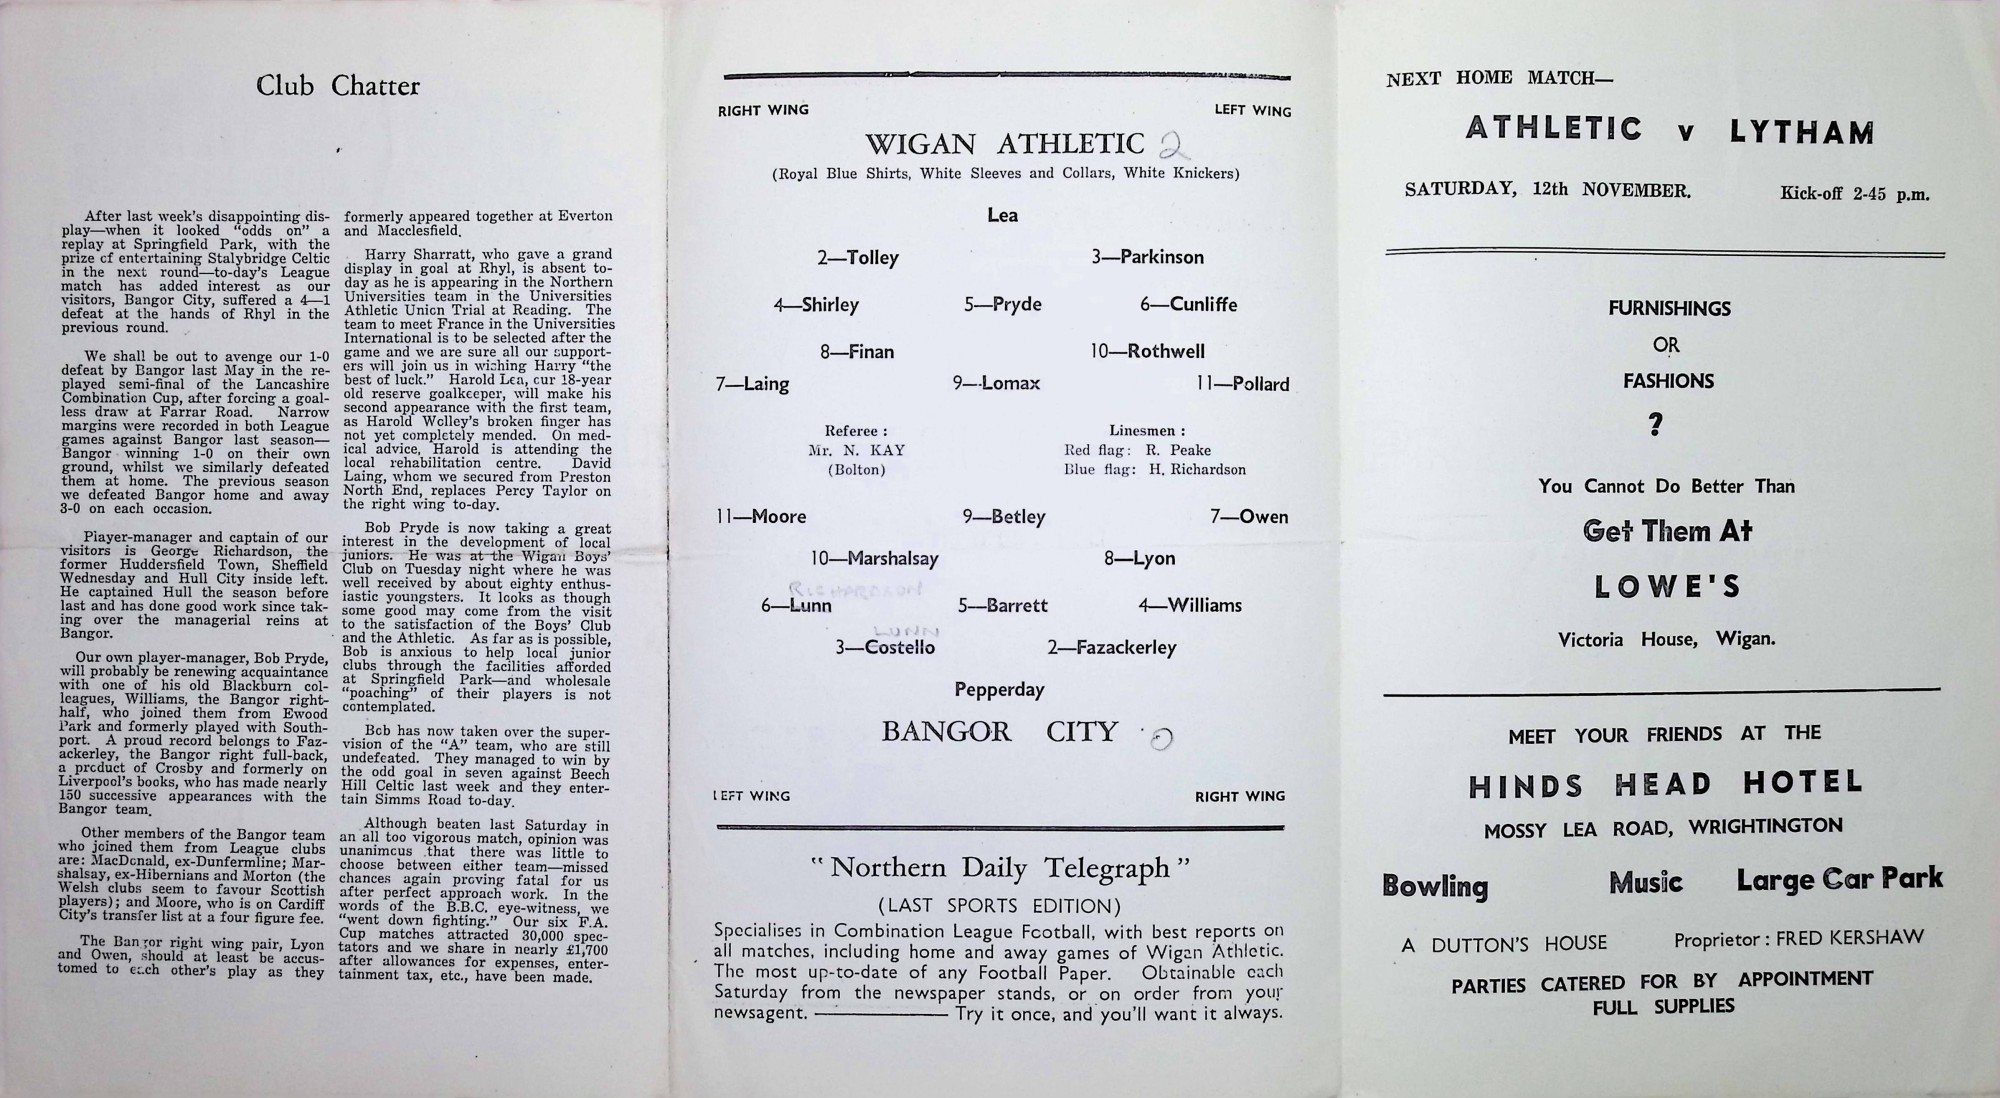 Club Chatter
After last week's disappointing dis-
play—when it looked "odds on" a
replay at Springfield Park, with the
prize of entertaining Stalybridge Celtic
in the next round—to-day's League
match has added interest as our
visitors, Bangor City, suffered a 4—1
defeat at the hands of Rhyl in the
previous round.
We shall be out to avenge our 1-0
defeat by Bangor last May in the re-
played semi-final of the Lancashire
Combination Cup, after forcing a goal-
less draw at Farrar Road. Narrow
margins were recorded in both League
games against Bangor last season—
Bangor winning 1-0 on their own
ground, whilst we similarly defeated
them at home. The previous season
we defeated Bangor home and away
3-0 on each occasion.
Player-manager and captain of our
visitors is George Richardson, the
former Huddersfield Town, Sheffield
Wednesday and Hull City inside left.
He captained Hull the season before
last and has done good work since tak-
ing over the managerial reins at
Bangor.
Our own player-manager, Bob Pryde,
will probably be renewing acquaintance
with one of his old Blackburn col-
leagues, Williams, the Bangor right-
half, who joined them from Ewood
Park and formerly played with South-
port. A proud record belongs to Faz-
ackerley, the Bangor right full-back,
a product of Crosby and formerly on
Liverpool's books, who has made nearly
150 successive appearances with the
Bangor team.
Other members of the Bangor team
who joined them from League clubs
are: MacDonald, ex-Dunfermline; Mar-
shalsay, ex-Hibernians and Morton (the
Welsh clubs seem to favour Scottish
players); and Moore, who is on Cardiff
City's transfer list at a four figure fee.
The Bangor right wing pair, Lyon
and Owen, should at least be accus-
tomed to each other's play as they
formerly appeared together at Everton
and Macclesfield.
Harry Sharratt, who gave a grand
display in goal at Rhyl, is absent to-
day as he is appearing in the Northern
Universities team in the Universities
Athletic Union Trial at Reading. The
team to meet France in the Universities
International is to be selected after the
game and we are sure all our support-
ers will join us in wishing Harry "the
best of luck." Harold Lea, our 18-year
old reserve goalkeeper, will make his
second appearance with the first team,
as Harold Wolley's broken finger has
not yet completely mended. On med-
ical advice, Harold is attending the
local rehabilitation centre. David
Laing, whom we secured from Preston
North End, replaces Percy Taylor on
the right wing to-day.
Bob Pryde is now taking a great
interest in the development of local
juniors. He was at the Wigan Boys'
Club on Tuesday night where he was
well received by about eighty enthus-
iastic youngsters. It looks as though
some good may come from the visit
to the satisfaction of the Boys' Club
and the Athletic. As far as is possible,
Bob is anxious to help local junior
clubs through the facilities afforded
at Springfield Park—and wholesale
"poaching" of their players is not
contemplated.
Bob has now taken over the super-
vision of the "A" team, who are still
undefeated. They managed to win by
the odd goal in seven against Beech
Hill Celtic last week and they enter-
tain Simms Road to-day.
Although beaten last Saturday in
an all too vigorous match, opinion was
unanimous that there was little to
choose between either team—missed
chances again proving fatal for us
after perfect approach work. In the
words of the B.B.C. eye-witness, we
"went down fighting." Our six F.A.
Cup matches attracted 30,000 spec-
tators and we share in nearly £1,700
after allowances for expenses, enter-
tainment tax, etc., have been made.
RIGHT WING LEFT WING
WIGAN ATHLETIC 2
(Royal Blue Shirts, White Sleeves and Collars, White Knickers)
Lea
2—Tolley 3—Parkinson
4—Shirley 5—Pryde 6—Cunliffe
8—Finan 10—Rothwell
7—Laing 9—Lomax 11—Pollard
Referee : Linesmen :
Mr. N. KAY Red flag: R. Peake
(Bolton) Blue flag: H. Richardson
11—Moore 9—Betley 7—Owen
10—Marshalsay 8—Lyon
RICHARDSON
6—Lunn 5—Barrett 4—Williams
LUNN
3—Costello 2—Fazackerley
Pepperday
BANGOR CITY 0
LEFT WING RIGHT WING
"Northern Daily Telegraph"
(LAST SPORTS EDITION)
Specialises in Combination League Football, with best reports on
all matches, including home and away games of Wigan Athletic.
The most up-to-date of any Football Paper. Obtainable each
Saturday from the newspaper stands, or on order from your
newsagent. ———— Try it once, and you'll want it always.
NEXT HOME MATCH—
ATHLETIC v LYTHAM
SATURDAY, 12th NOVEMBER. Kick-off 2-45 p.m.
FURNISHINGS
OR
FASHIONS
?
You Cannot Do Better Than
Get Them At
LOWE'S
Victoria House, Wigan.
MEET YOUR FRIENDS AT THE
HINDS HEAD HOTEL
MOSSY LEA ROAD, WRIGHTINGTON
Bowling Music Large Car Park
A DUTTON'S HOUSE Proprietor : FRED KERSHAW
PARTIES CATERED FOR BY APPOINTMENT
FULL SUPPLIES